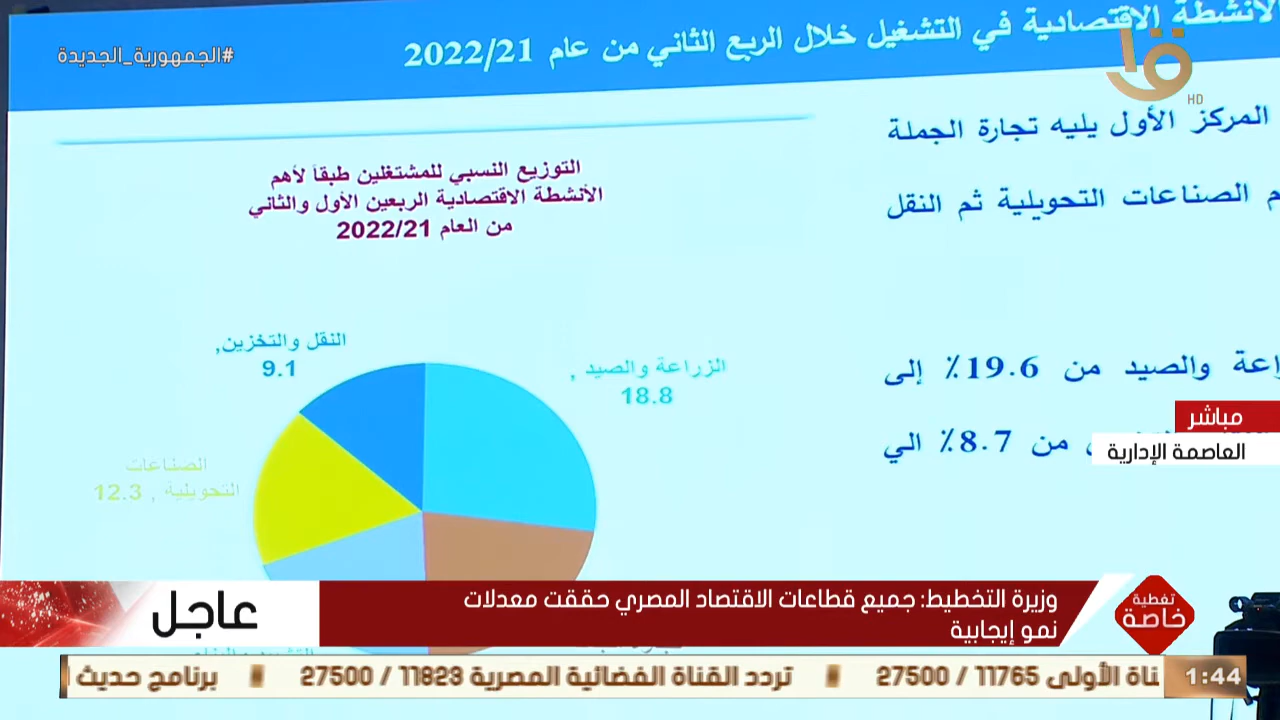 الأنشطة الاقتصادية في التشغيل خلال الربع الثاني من عام 2022/21
#الجمهورية_الجديدة
HD
المركز الأول يليه تجارة الجملة
الصناعات التحويلية ثم النقل
والصيد من 19.6٪ إلى
من 8.7٪ الي
التوزيع النسبي للمشتغلين طبقاً لأهم
الأنشطة الاقتصادية الربعين الأول والثاني
من العام 2022/21
النقل والتخزين,
9.1
الزراعة والصيد ,
18.8
الصناعات
التحويلية , 12.3
مباشر
العاصمة الإدارية
تغطية
خاصة
وزيرة التخطيط: جميع قطاعات الاقتصاد المصري حققت معدلات
نمو إيجابية
عاجل
1:44
الأولى 11765 / 27500 تردد القناة الفضائية المصرية 11823 / 27500 برنامج حديث